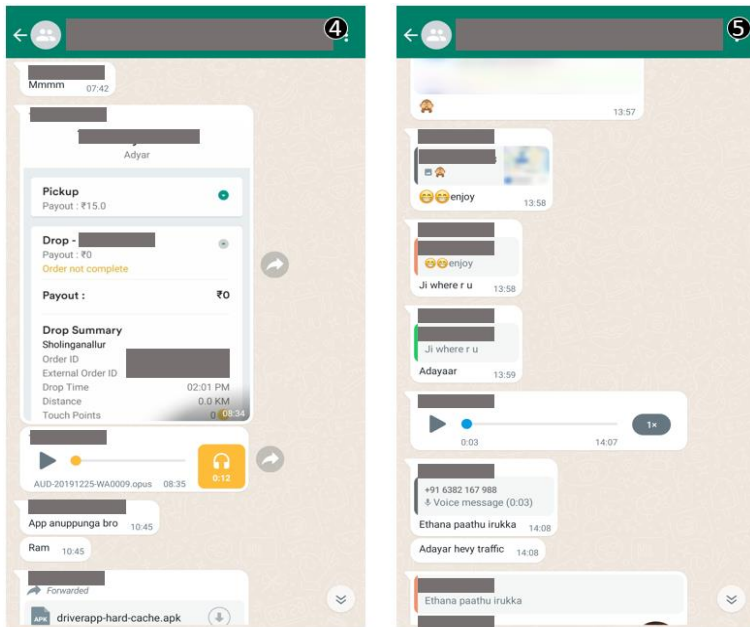 4
Mmmm 07:42
Adyar
Pickup
Payout : ₹15.0
Drop -
Payout : ₹0
Order not complete
Payout : ₹0
Drop Summary
Sholinganallur
Order ID
External Order ID
Drop Time 02:01 PM
Distance 0.0 KM
Touch Points 0
08:34
0:12
AUD-20191225-WA0009.opus 08:35
App anuppunga bro 10:45
Ram 10:45
Forwarded
APK driverapp-hard-cache.apk
5
13:57
enjoy
13:58
enjoy
Ji where r u 13:58
Ji where r u
Adayaar 13:59
1×
0:03 14:07
+91 6382 167 988
Voice message (0:03)
Ethana paathu irukka 14:08
Adayar hevy traffic 14:08
Ethana paathu irukka